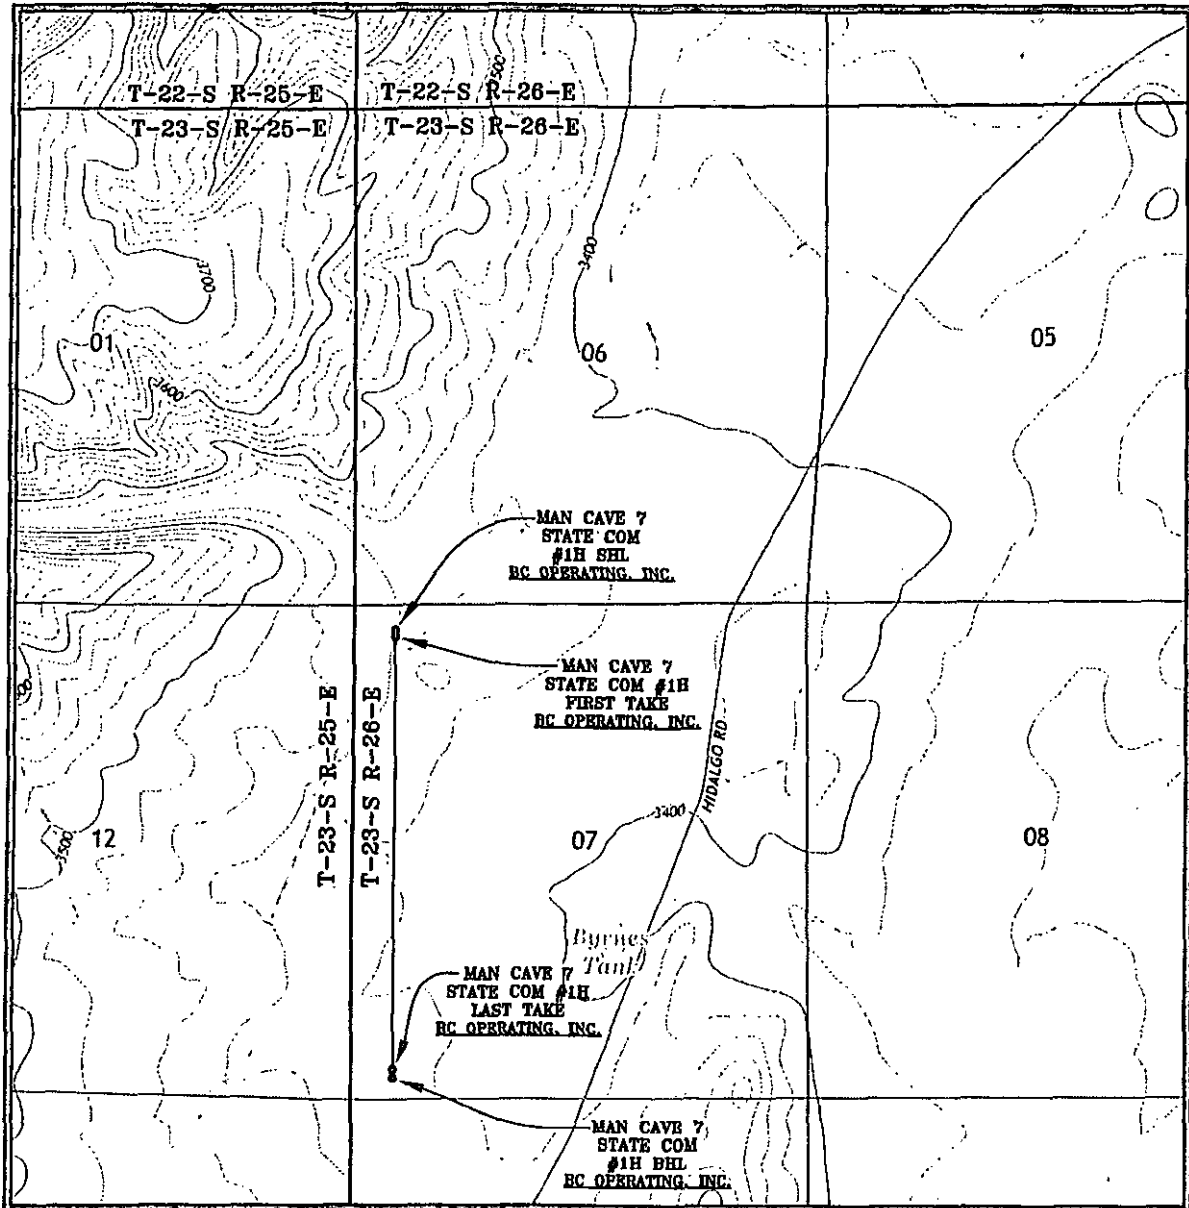 T-22-S R-25-E
T-22-S R-26-E
T-23-S R-25-E
T-23-S R-26-E
3500
3400
3700
01
06
05
3600
MAN CAVE 7
STATE COM
#1H SHL
BC OPERATING, INC.
MAN CAVE 7
STATE COM #1H
FIRST TAKE
BC OPERATING, INC.
T-23-S R-25-E
T-23-S R-26-E
HIDALGO RD
3400
3500
12
07
08
Byrnes
Tank
MAN CAVE 7
STATE COM #1H
LAST TAKE
BC OPERATING, INC.
MAN CAVE 7
STATE COM
#1H BHL
BC OPERATING, INC.